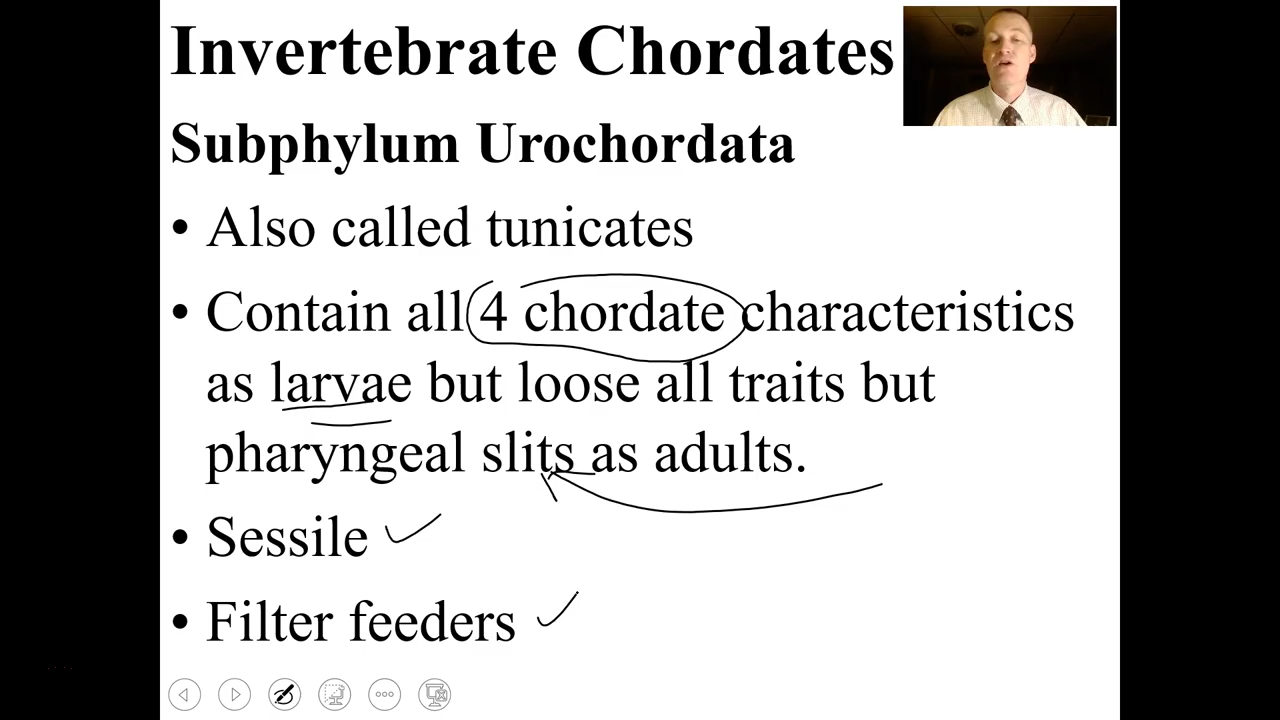 Invertebrate Chordates
Subphylum Urochordata
• Also called tunicates
• Contain all 4 chordate characteristics
as larvae but loose all traits but
pharyngeal slits as adults.
• Sessile
• Filter feeders